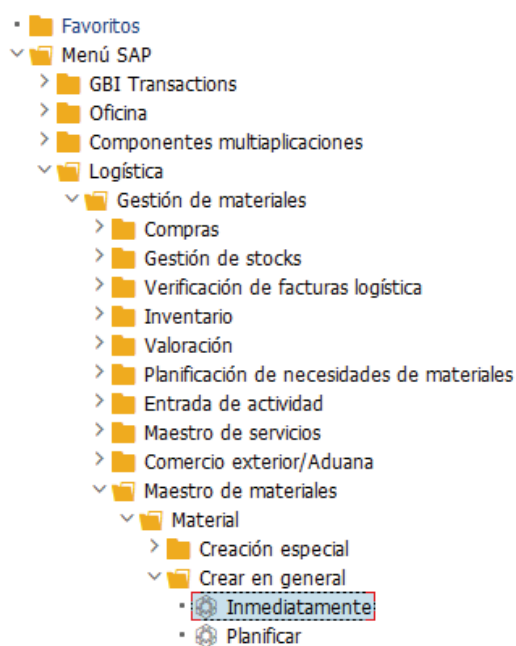 Favoritos
Menú SAP
GBI Transactions
Oficina
Componentes multiaplicaciones
Logística
Gestión de materiales
Compras
Gestión de stocks
Verificación de facturas logística
Inventario
Valoración
Planificación de necesidades de materiales
Entrada de actividad
Maestro de servicios
Comercio exterior/Aduana
Maestro de materiales
Material
Creación especial
Crear en general
Inmediatamente
Planificar